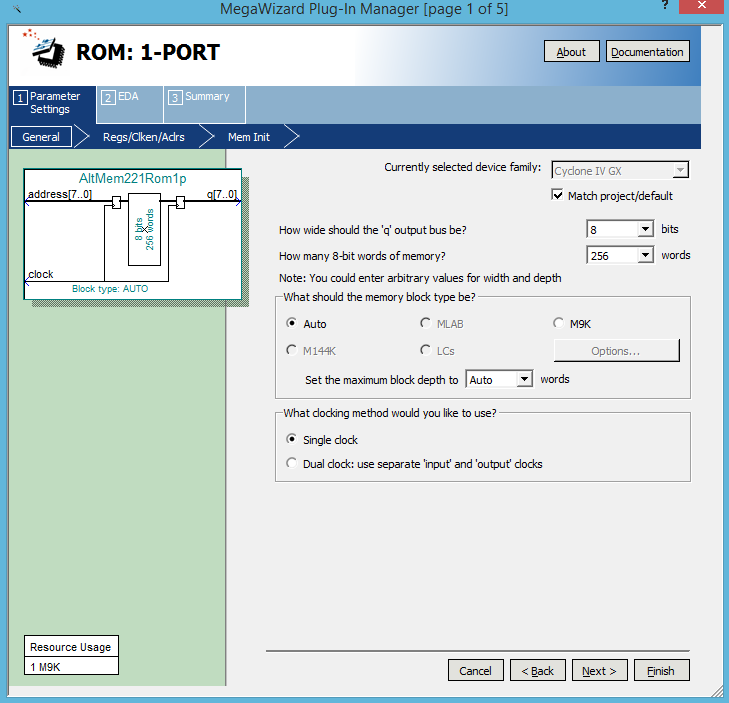 MegaWizard Plug-In Manager [page 1 of 5]
?
ROM: 1-PORT
About
Documentation
1 Parameter Settings
2 EDA
3 Summary
General
Regs/Clken/Aclrs
Mem Init
AltMem221Rom1p
address[7..0]
q[7..0]
8 bits
256 words
clock
Block type: AUTO
Currently selected device family:
Cyclone IV GX
Match project/default
How wide should the 'q' output bus be?
8
bits
How many 8-bit words of memory?
256
words
Note: You could enter arbitrary values for width and depth
What should the memory block type be?
Auto
MLAB
M9K
M144K
LCs
Options...
Set the maximum block depth to
Auto
words
What clocking method would you like to use?
Single clock
Dual clock: use separate 'input' and 'output' clocks
Resource Usage
1 M9K
Cancel
< Back
Next >
Finish